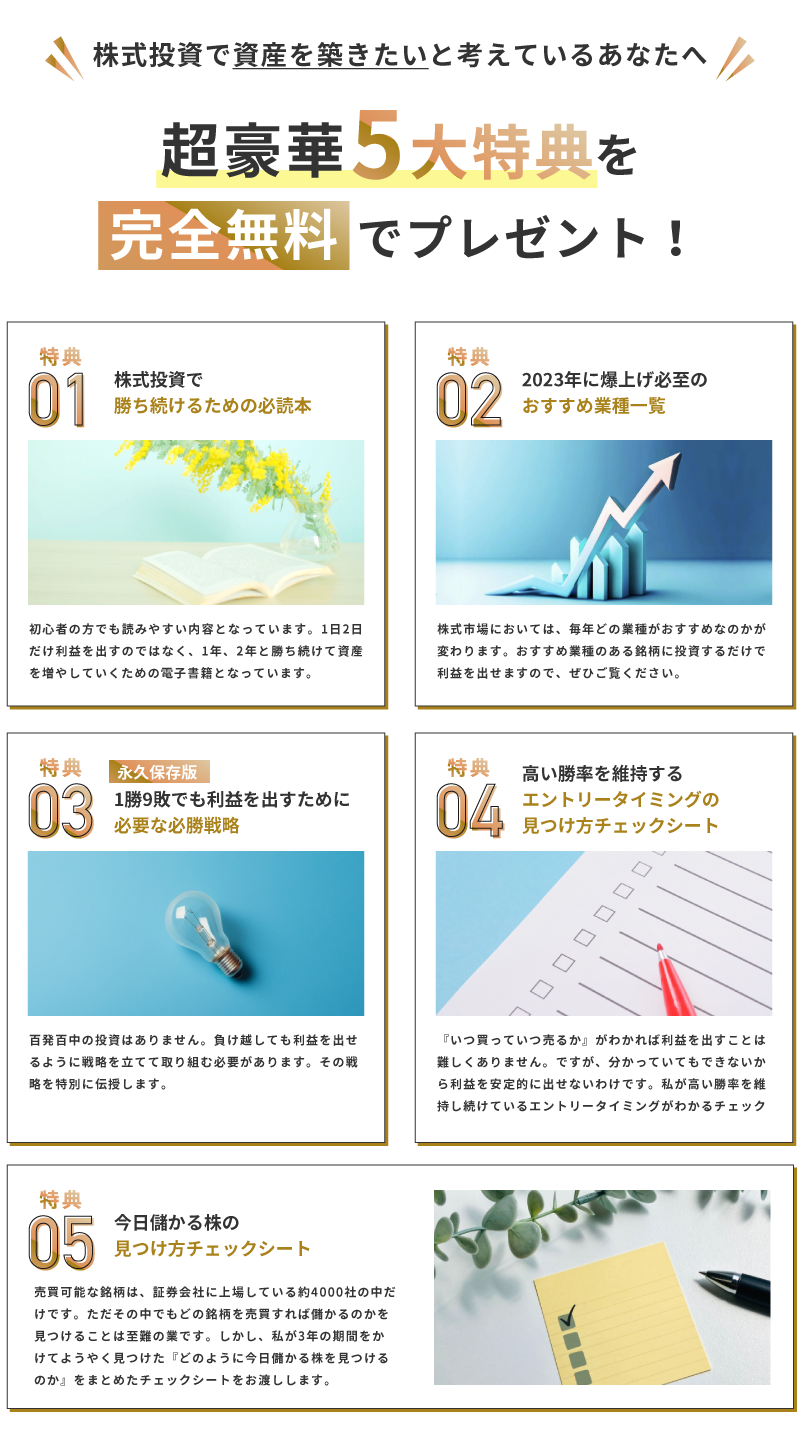 株式投資で資産を築きたいと考えているあなたへ
超豪華5大特典を
完全無料でプレゼント！
特典
01
株式投資で
勝ち続けるための必読本
初心者の方でも読みやすい内容となっています。1日2日
だけ利益を出すのではなく、1年、2年と勝ち続けて資産
を増やしていくための電子書籍となっています。
特典
02
2023年に爆上げ必至の
おすすめ業種一覧
株式市場においては、毎年どの業種がおすすめなのかが
変わります。おすすめ業種のある銘柄に投資するだけで
利益を出せますので、ぜひご覧ください。
特典
03
永久保存版
1勝9敗でも利益を出すために
必要な必勝戦略
百発百中の投資はありません。負け越しても利益を出せ
るように戦略を立てて取り組む必要があります。その戦
略を特別に伝授します。
特典
04
高い勝率を維持する
エントリータイミングの
見つけ方チェックシート
『いつ買っていつ売るか』がわかれば利益を出すことは
難しくありません。ですが、分かっていてもできないか
ら利益を安定的に出せないわけです。私が高い勝率を維
持し続けているエントリータイミングがわかるチェック
特典
05
今日儲かる株の
見つけ方チェックシート
売買可能な銘柄は、証券会社に上場している約4000社の中だ
けです。ただその中でもどの銘柄を売買すれば儲かるのかを
見つけることは至難の業です。しかし、私が3年の期間をか
けてようやく見つけた『どのように今日儲かる株を見つける
のか』をまとめたチェックシートをお渡しします。